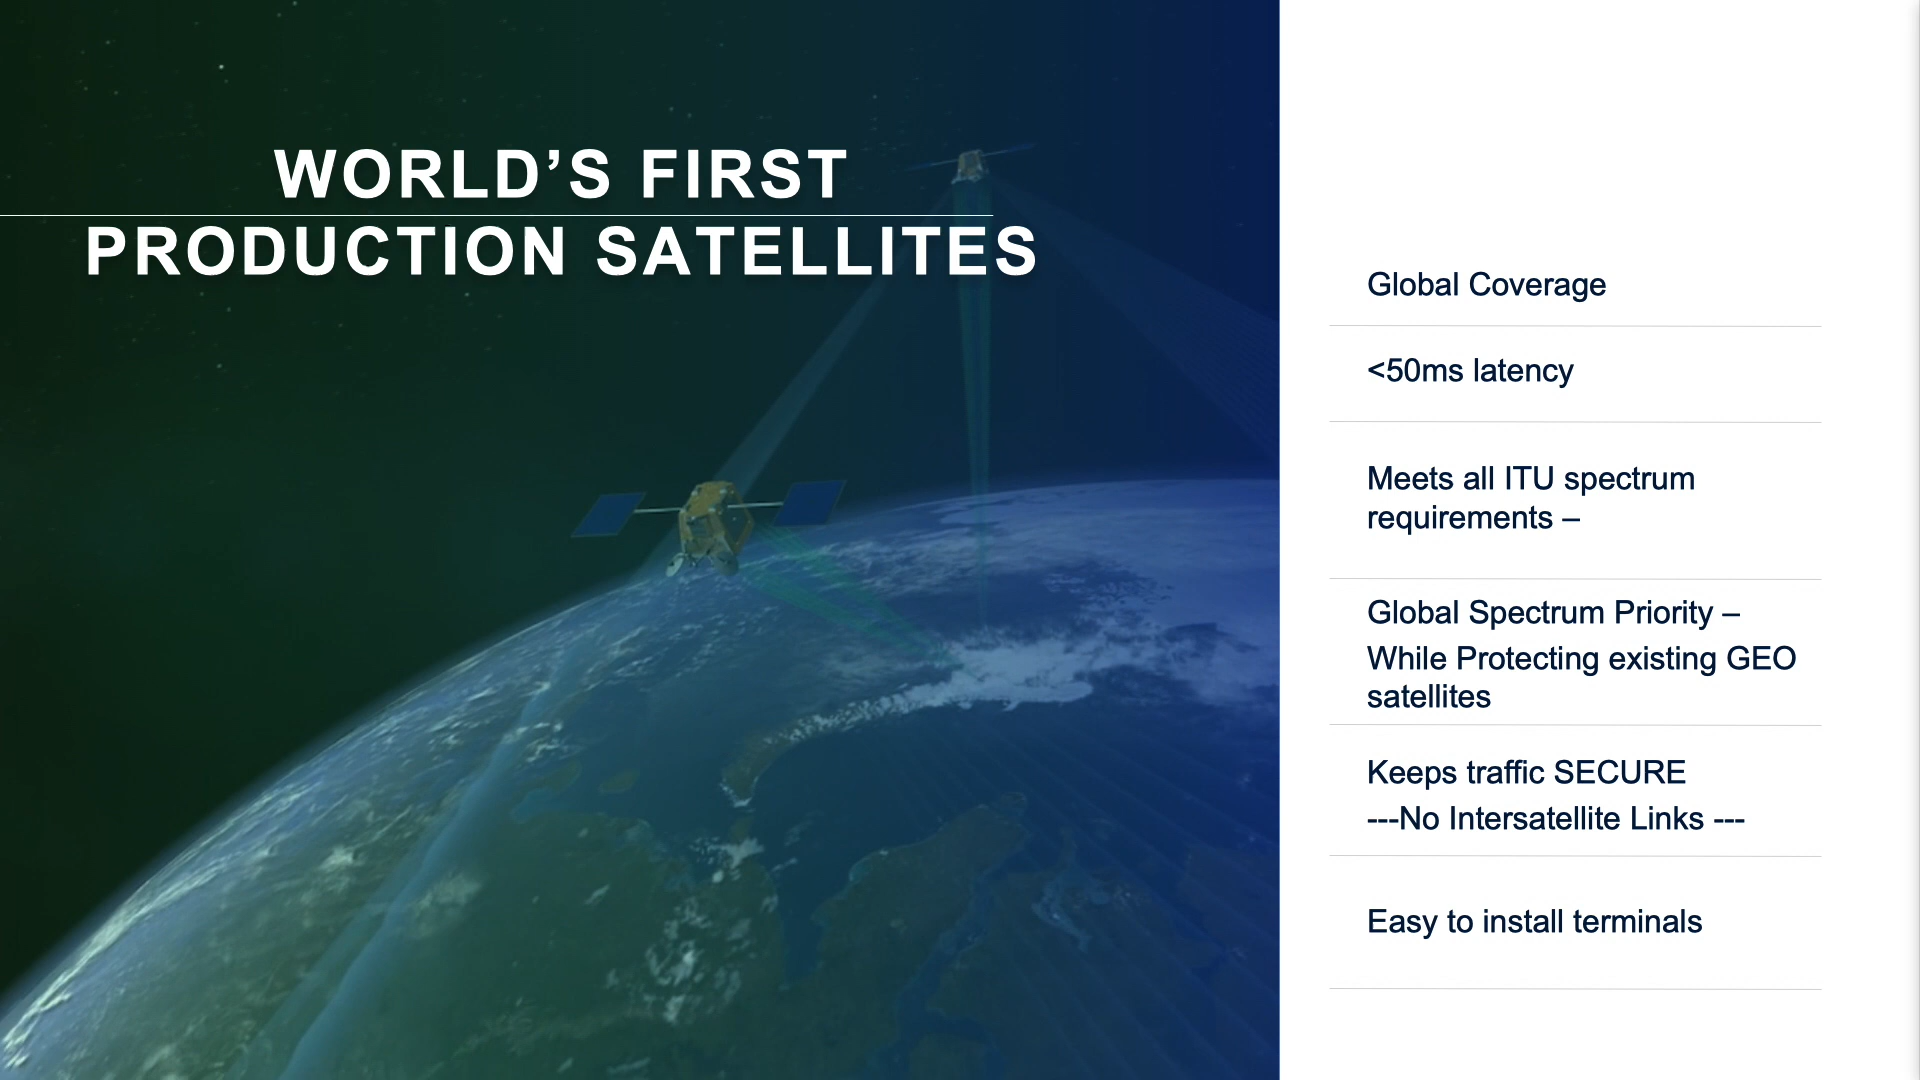 WORLD’S FIRST
PRODUCTION SATELLITES
Global Coverage
<50ms latency
Meets all ITU spectrum
requirements –
Global Spectrum Priority –
While Protecting existing GEO
satellites
Keeps traffic SECURE
---No Intersatellite Links ---
Easy to install terminals